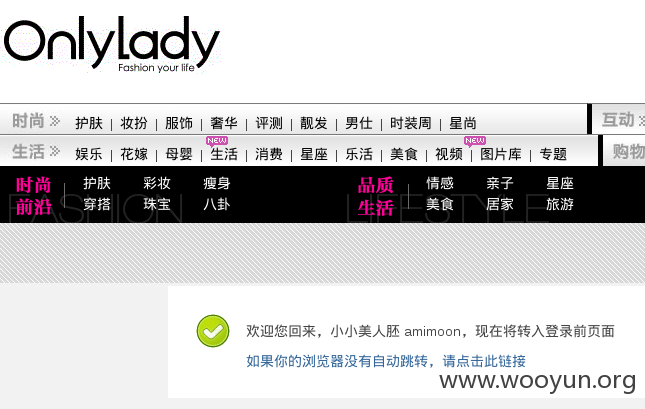 OnlyLady
Fashion your life
时尚 护肤 | 妆扮 | 服饰 | 奢华 | 评测 | 靓发 | 男仕 | 时装周 | 星尚 互动
NEW NEW
生活 娱乐 | 花嫁 | 母婴 | 生活 | 消费 | 星座 | 乐活 | 美食 | 视频 | 图片库 | 专题 购物
时尚 护肤 彩妆 瘦身 品质 情感 亲子 星座
前沿 穿搭 珠宝 八卦 生活 美食 居家 旅游
FASHION LIFESTYLE
欢迎您回来，小小美人胚 amimoon，现在将转入登录前页面
如果你的浏览器没有自动跳转，请点击此链接
www.wooyun.org